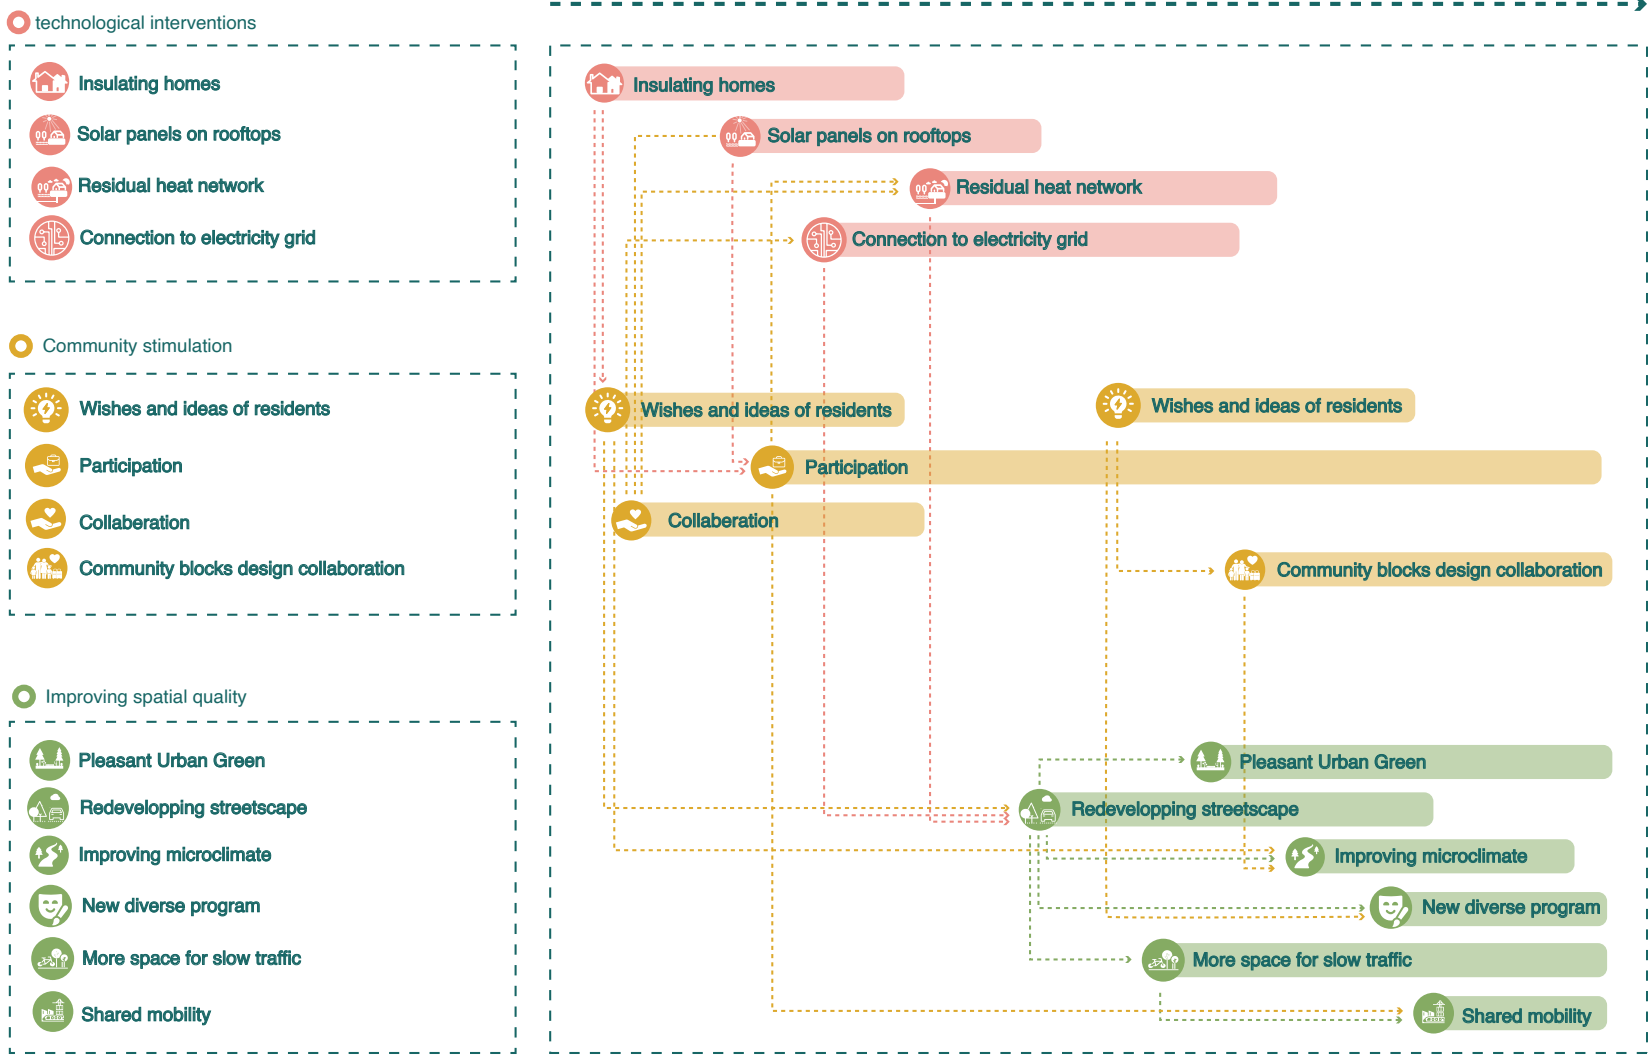 technological interventions
Insulating homes
Solar panels on rooftops
Residual heat network
Connection to electricity grid
Community stimulation
Wishes and ideas of residents
Participation
Collaberation
Community blocks design collaboration
Improving spatial quality
Pleasant Urban Green
Redevelopping streetscape
Improving microclimate
New diverse program
More space for slow traffic
Shared mobility
Insulating homes
Solar panels on rooftops
Residual heat network
Connection to electricity grid
Wishes and ideas of residents
Wishes and ideas of residents
Participation
Collaberation
Community blocks design collaboration
Pleasant Urban Green
Redevelopping streetscape
Improving microclimate
New diverse program
More space for slow traffic
Shared mobility